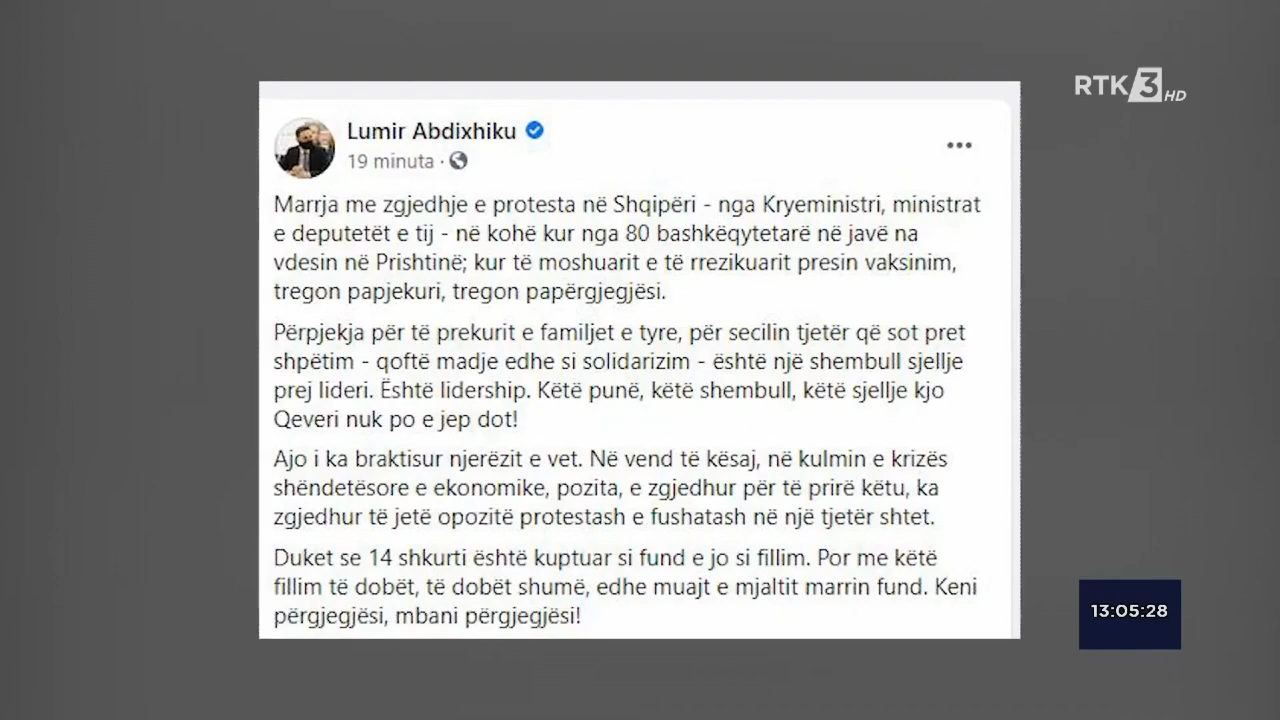 RTK 3 HD
Lumir Abdixhiku
19 minuta ·
Marrja me zgjedhje e protesta në Shqipëri - nga Kryeministri, ministrat
e deputetët e tij - në kohë kur nga 80 bashkëqytetarë në javë na
vdesin në Prishtinë; kur të moshuarit e të rrezikuarit presin vaksinim,
tregon papjekuri, tregon papërgjegjësi.
Përpjekja për të prekurit e familjet e tyre, për secilin tjetër që sot pret
shpëtim - qoftë madje edhe si solidarizim - është një shembull sjellje
prej lideri. Është lidership. Këtë punë, këtë shembull, këtë sjellje kjo
Qeveri nuk po e jep dot!
Ajo i ka braktisur njerëzit e vet. Në vend të kësaj, në kulmin e krizës
shëndetësore e ekonomike, pozita, e zgjedhur për të prirë këtu, ka
zgjedhur të jetë opozitë protestash e fushatash në një tjetër shtet.
Duket se 14 shkurti është kuptuar si fund e jo si fillim. Por me këtë
fillim të dobët, të dobët shumë, edhe muajt e mjaltit marrin fund. Keni
përgjegjësi, mbani përgjegjësi!
13:05:28